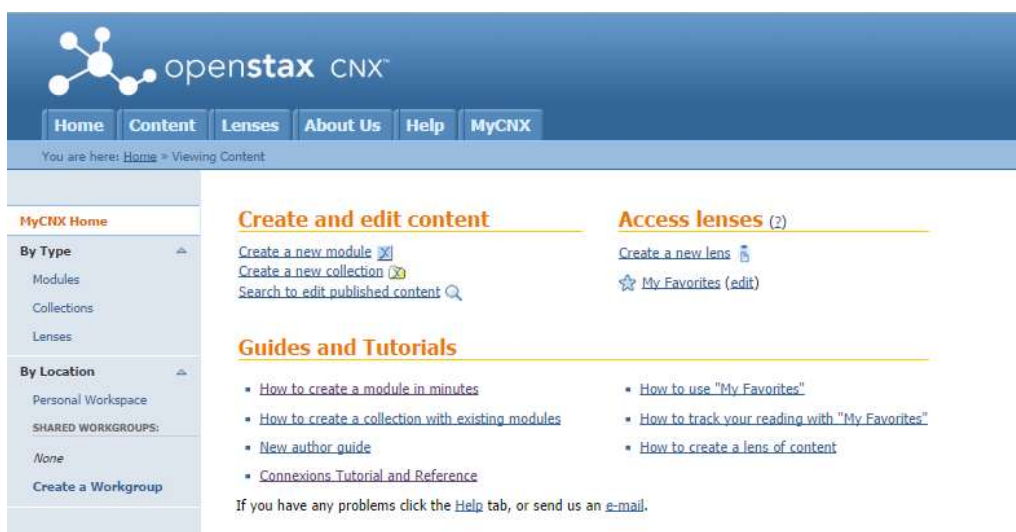 openstax CNX™
Home Content Lenses About Us Help MyCNX
You are here: Home » Viewing Content
MyCNX Home
By Type
Modules
Collections
Lenses
By Location
Personal Workspace
SHARED WORKGROUPS:
None
Create a Workgroup
Create and edit content
Create a new module
Create a new collection
Search to edit published content
Access lenses (?)
Create a new lens
My Favorites (edit)
Guides and Tutorials
How to create a module in minutes
How to create a collection with existing modules
New author guide
Connexions Tutorial and Reference
How to use "My Favorites"
How to track your reading with "My Favorites"
How to create a lens of content
If you have any problems click the Help tab, or send us an e-mail.